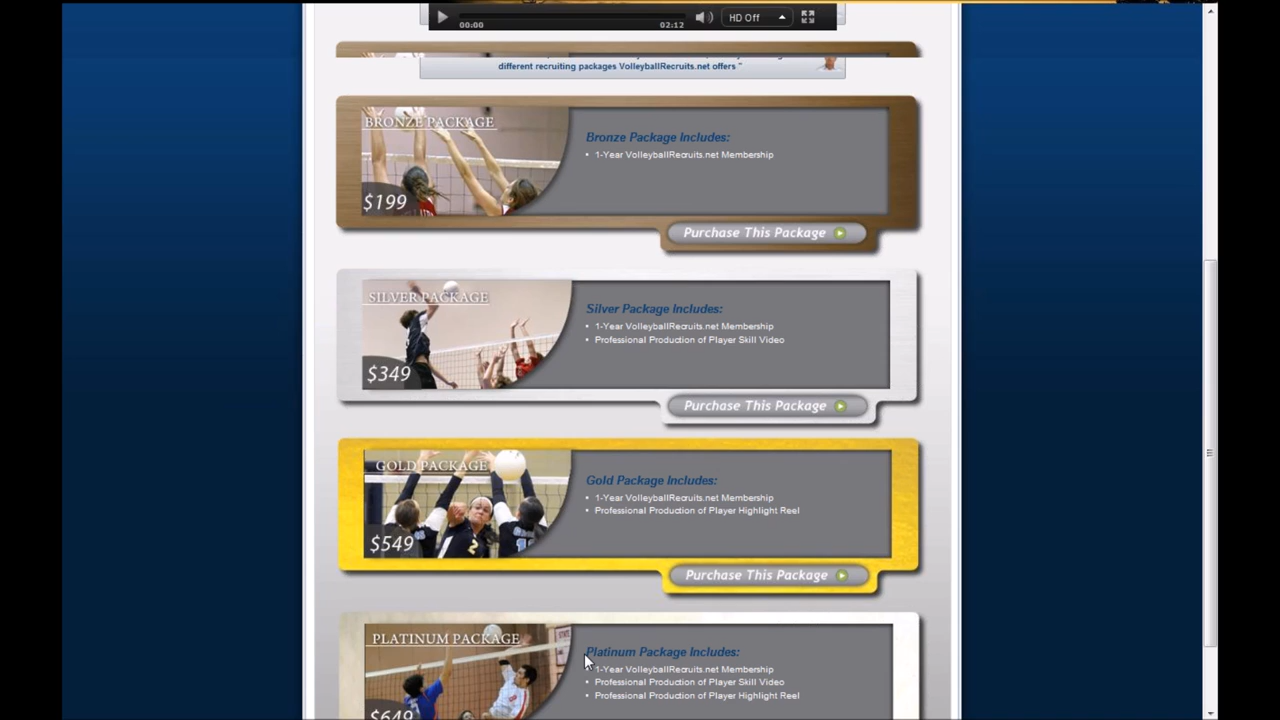 00:00
02:12
HD Off
different recruiting packages VolleyballRecruits.net offers "
BRONZE PACKAGE
$199
Bronze Package Includes:
• 1-Year VolleyballRecruits.net Membership
Purchase This Package
SILVER PACKAGE
$349
Silver Package Includes:
• 1-Year VolleyballRecruits.net Membership
• Professional Production of Player Skill Video
Purchase This Package
GOLD PACKAGE
$549
Gold Package Includes:
• 1-Year VolleyballRecruits.net Membership
• Professional Production of Player Highlight Reel
Purchase This Package
PLATINUM PACKAGE
$649
Platinum Package Includes:
1-Year VolleyballRecruits.net Membership
• Professional Production of Player Skill Video
• Professional Production of Player Highlight Reel